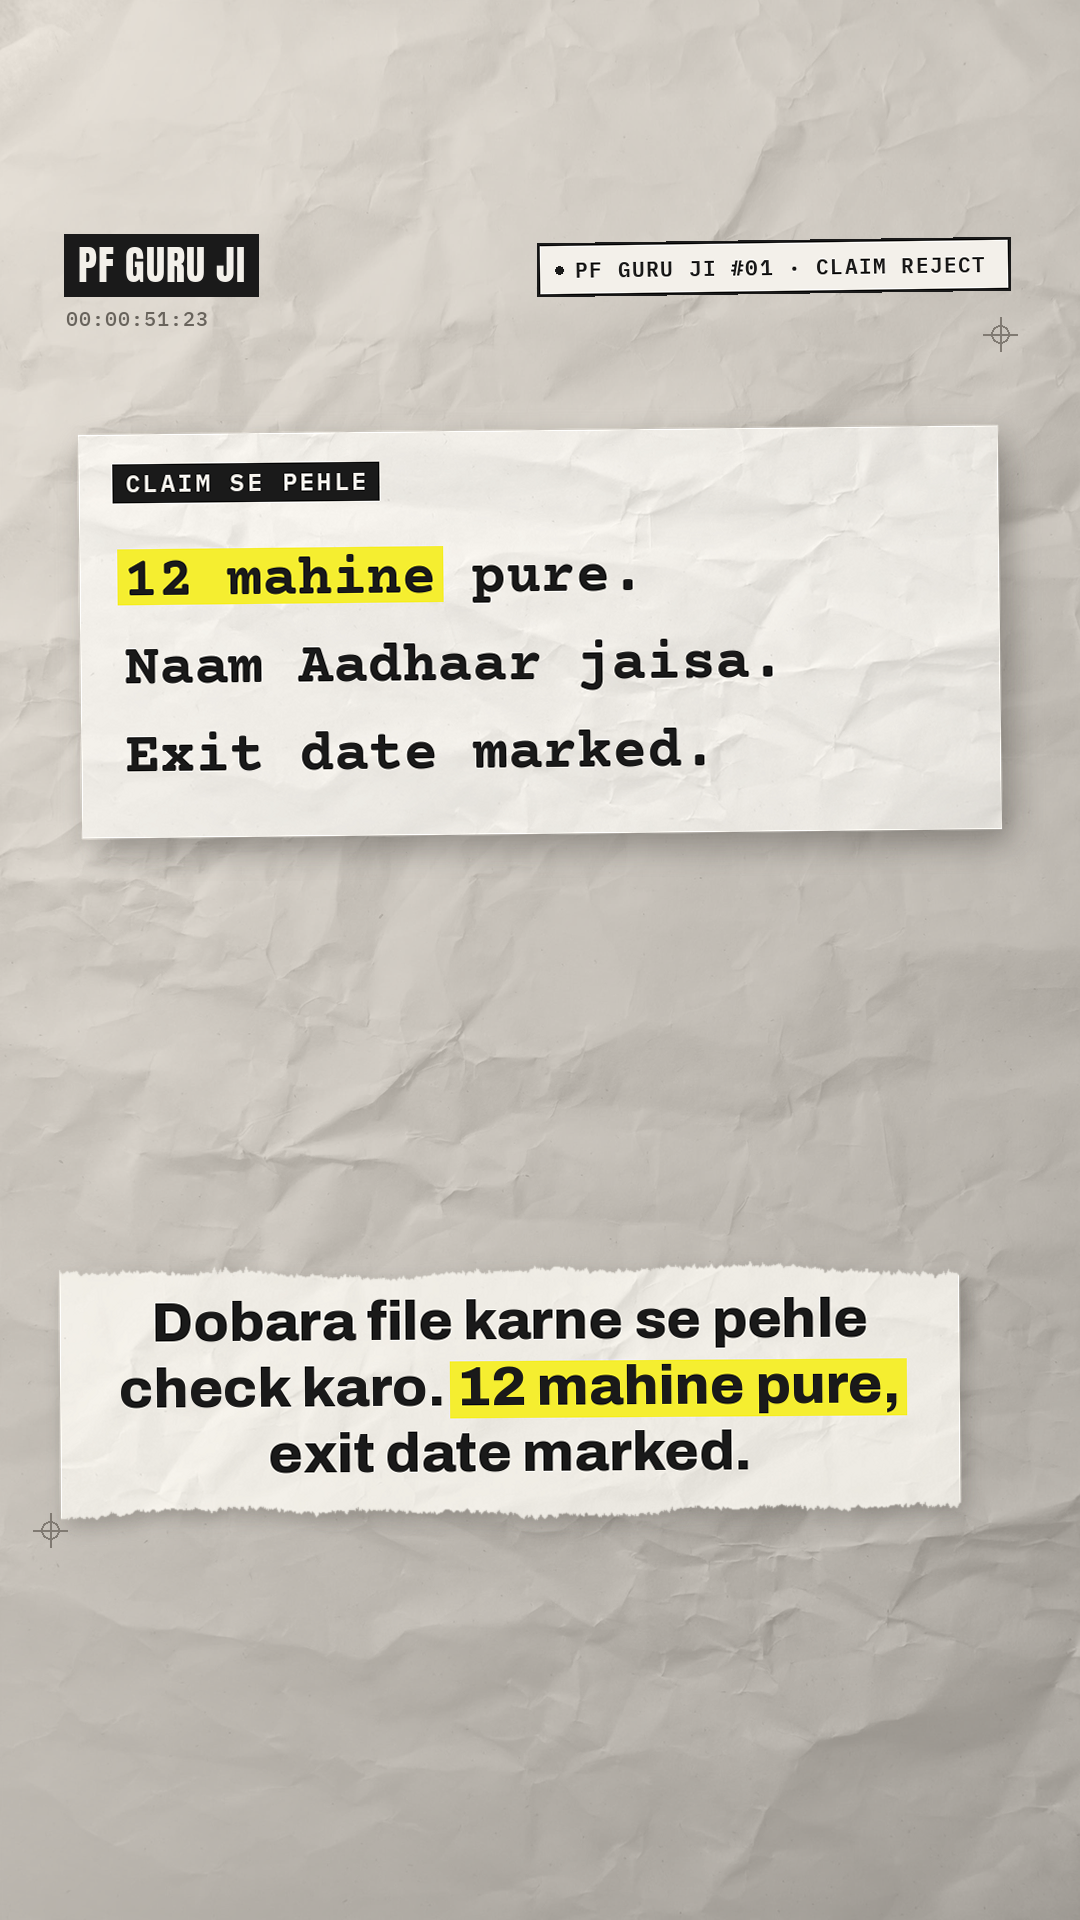 PF GURU JI
PF GURU JI #01 · CLAIM REJECT
00:00:51:23
CLAIM SE PEHLE
12 mahine pure.
Naam Aadhaar jaisa.
Exit date marked.
Dobara file karne se pehle
check karo. 12 mahine pure,
exit date marked.